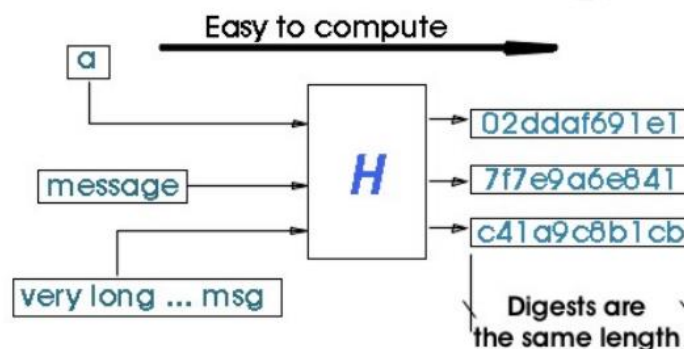 Easy to compute
a
H
02ddaf691e1
message
7f7e9a6e841
c41a9c8b1cb
very long ... msg
Digests are
the same length